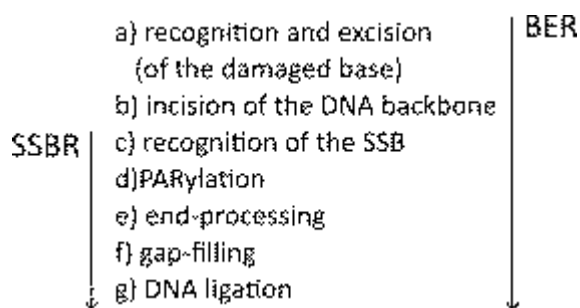 a) recognition and excision
(of the damaged base)
BER
b) incision of the DNA backbone
SSBR
c) recognition of the SSB
d)PARylation
e) end-processing
f) gap-filling
g) DNA ligation